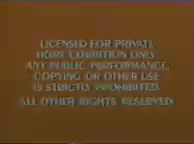 LICENSED FOR PRIVATE
HOME EXHIBITION ONLY.
ANY PUBLIC PERFORMANCE,
COPYING OR OTHER USE
IS STRICTLY PROHIBITED.
ALL OTHER RIGHTS RESERVED.